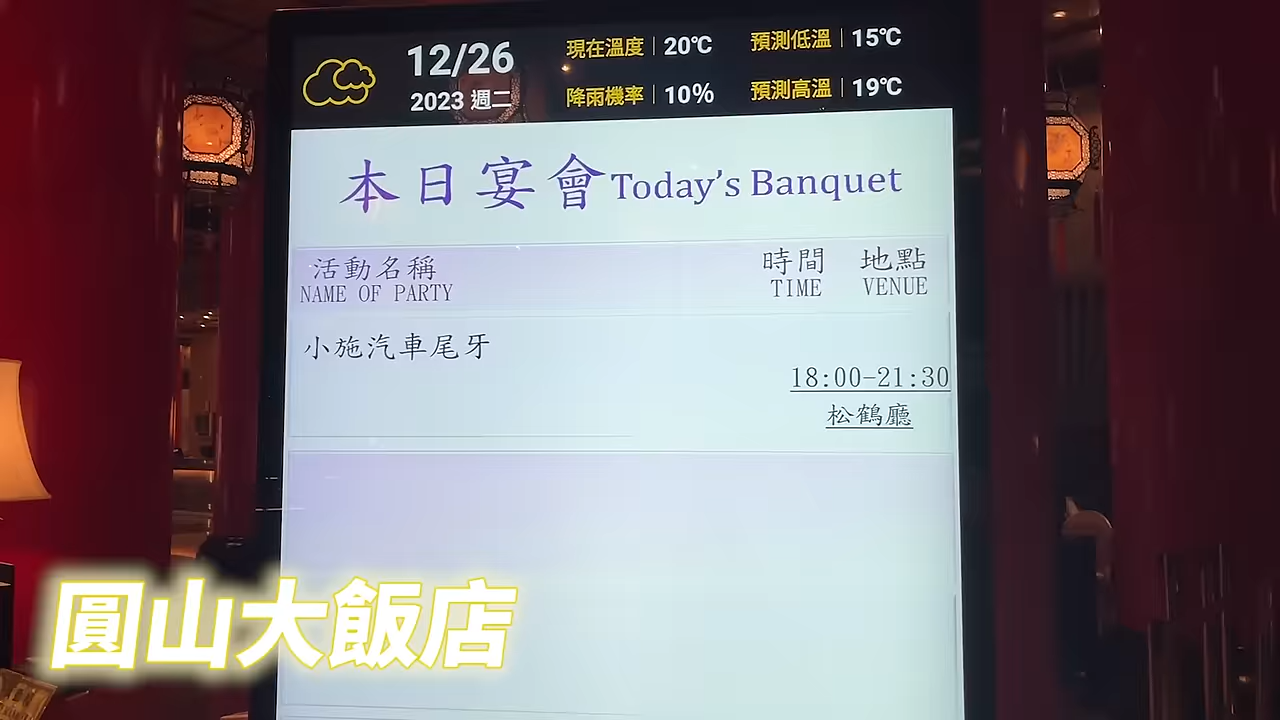 12/26
2023 週二
現在溫度 20℃
預測低溫 15℃
降雨機率 10%
預測高溫 19℃
本日宴會 Today's Banquet
活動名稱 時間 地點
NAME OF PARTY TIME VENUE
小施汽車尾牙
18:00-21:30
松鶴廳
圓山大飯店